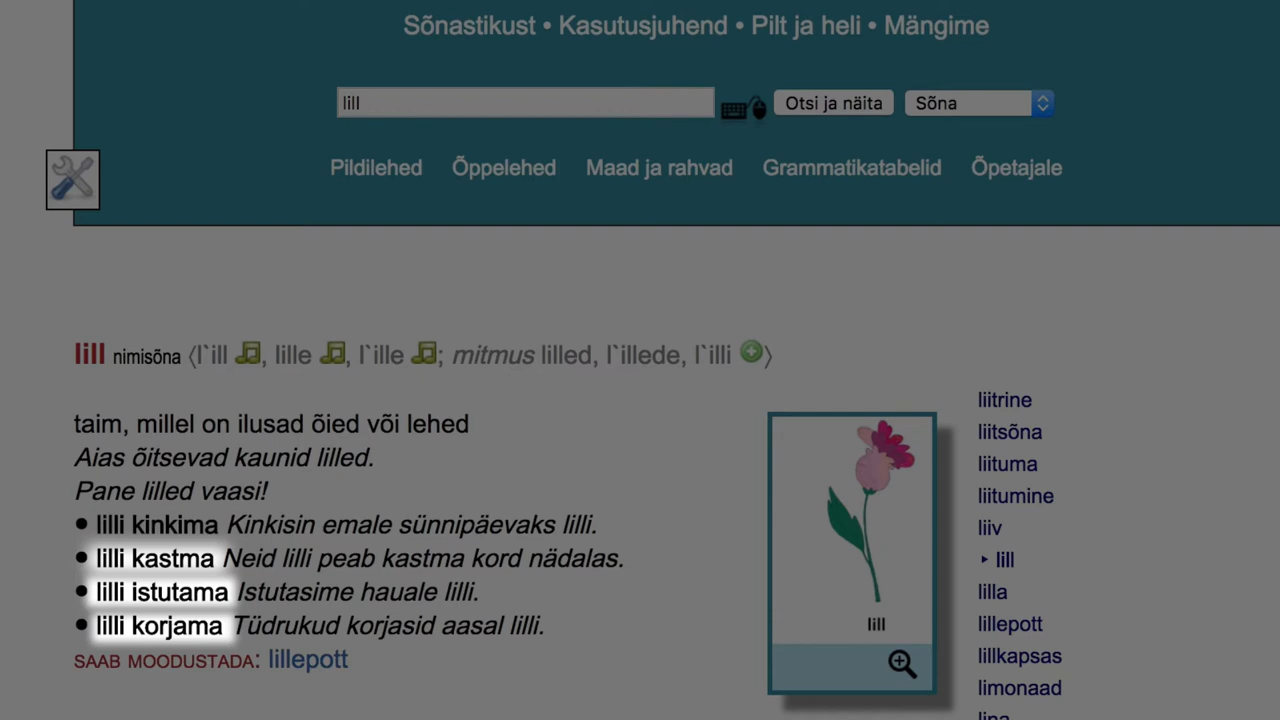 Sõnastikust • Kasutusjuhend • Pilt ja heli • Mängime
lill Otsi ja näita Sõna
Pildilehed Õppelehed Maad ja rahvad Grammatikatabelid Õpetajale
lill nimisõna 〈l`ill, lille, l`ille; mitmus lilled, l`illede, l`illi〉
taim, millel on ilusad õied või lehed
Aias õitsevad kaunid lilled.
Pane lilled vaasi!
• lilli kinkima Kinkisin emale sünnipäevaks lilli.
• lilli kastma Neid lilli peab kastma kord nädalas.
• lilli istutama Istutasime hauale lilli.
• lilli korjama Tüdrukud korjasid aasal lilli.
SAAB MOODUSTADA: lillepott
lill
liitrine
liitsõna
liituma
liitumine
liiv
‣ lill
lilla
lillepott
lillkapsas
limonaad
lina